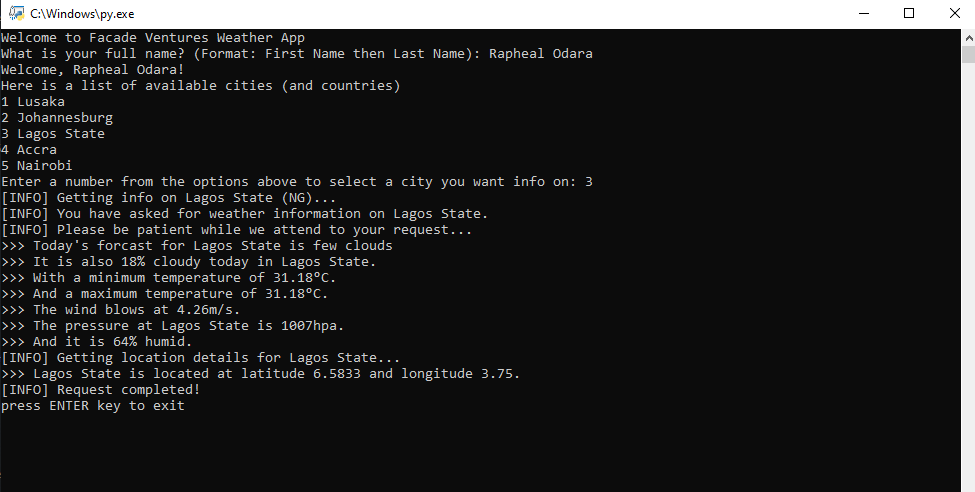 C:\Windows\py.exe
Welcome to Facade Ventures Weather App
What is your full name? (Format: First Name then Last Name): Rapheal Odara
Welcome, Rapheal Odara!
Here is a list of available cities (and countries)
1 Lusaka
2 Johannesburg
3 Lagos State
4 Accra
5 Nairobi
Enter a number from the options above to select a city you want info on: 3
[INFO] Getting info on Lagos State (NG)...
[INFO] You have asked for weather information on Lagos State.
[INFO] Please be patient while we attend to your request...
>>> Today's forcast for Lagos State is few clouds
>>> It is also 18% cloudy today in Lagos State.
>>> With a minimum temperature of 31.18°C.
>>> And a maximum temperature of 31.18°C.
>>> The wind blows at 4.26m/s.
>>> The pressure at Lagos State is 1007hpa.
>>> And it is 64% humid.
[INFO] Getting location details for Lagos State...
>>> Lagos State is located at latitude 6.5833 and longitude 3.75.
[INFO] Request completed!
press ENTER key to exit